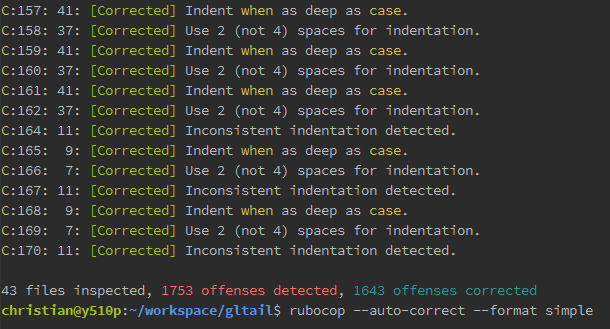 C:157: 41: [Corrected] Indent when as deep as case.
C:158: 37: [Corrected] Use 2 (not 4) spaces for indentation.
C:159: 41: [Corrected] Indent when as deep as case.
C:160: 37: [Corrected] Use 2 (not 4) spaces for indentation.
C:161: 41: [Corrected] Indent when as deep as case.
C:162: 37: [Corrected] Use 2 (not 4) spaces for indentation.
C:164: 11: [Corrected] Inconsistent indentation detected.
C:165:  9: [Corrected] Indent when as deep as case.
C:166:  7: [Corrected] Use 2 (not 4) spaces for indentation.
C:167: 11: [Corrected] Inconsistent indentation detected.
C:168:  9: [Corrected] Indent when as deep as case.
C:169:  7: [Corrected] Use 2 (not 4) spaces for indentation.
C:170: 11: [Corrected] Inconsistent indentation detected.
43 files inspected, 1753 offenses detected, 1643 offenses corrected
christian@y510p:~/workspace/gltail$ rubocop --auto-correct --format simple